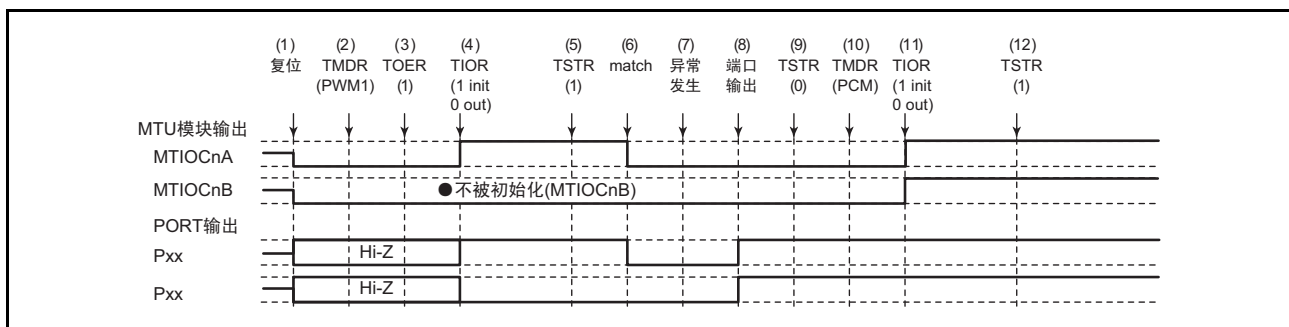 (1) (2) (3) (4) (5) (6) (7) (8) (9) (10) (11) (12)
复位 TMDR TOER TIOR TSTR match 异常 端口 TSTR TMDR TIOR TSTR
(PWM1) (1) (1 init (1) 发生 输出 (0) (PCM) (1 init (1)
0 out) 0 out)
MTU模块输出
MTIOCnA
MTIOCnB
●不被初始化(MTIOCnB)
PORT输出
Pxx
Hi-Z
Pxx
Hi-Z